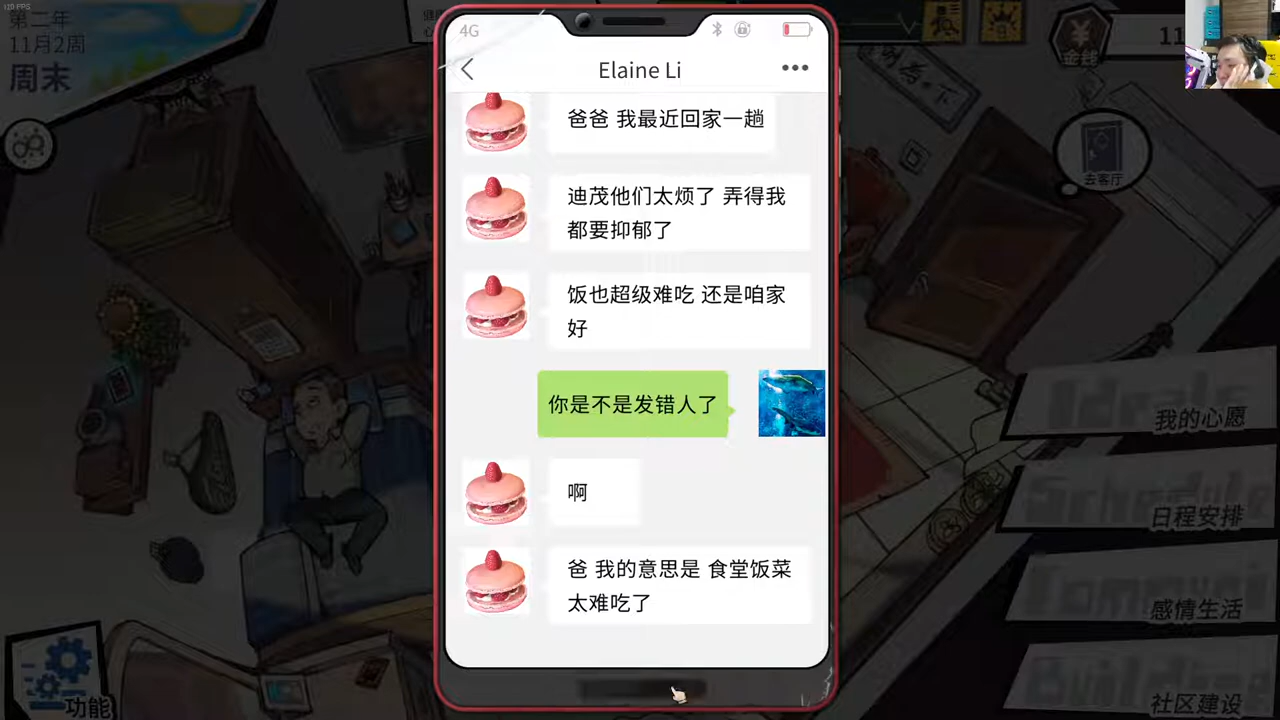 110 FPS
第二年
11月2周
周末
4G
Elaine Li
爸爸 我最近回家一趟
迪茂他们太烦了 弄得我
都要抑郁了
饭也超级难吃 还是咱家
好
你是不是发错人了
啊
爸 我的意思是 食堂饭菜
太难吃了
金钱
11
去客厅
我的心愿
日程安排
感情生活
社区建设
功能